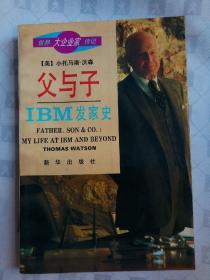 世界大企业家传记
【美】小托马斯·沃森
父与子
IBM发家史
FATHER, SON & CO.:
MY LIFE AT IBM AND BEYOND
THOMAS WATSON
新华出版社